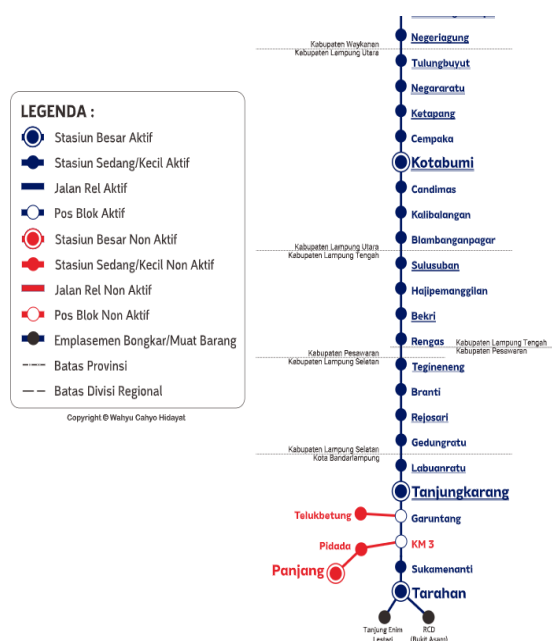 Negeriagung
Kabupaten Waykanan
Kabupaten Lampung Utara
Tulungbuyut
Negararatu
Ketapang
Cempaka
Kotabumi
Candimas
Kalibalangan
Blambanganpagar
Kabupaten Lampung Utara
Kabupaten Lampung Tengah
Sulusuban
Hajipemanggilan
Bekri
Rengas
Kabupaten Lampung Tengah
Kabupaten Pesawaran
Kabupaten Pesawaran
Kabupaten Lampung Selatan
Tegineneng
Branti
Rejosari
Gedungratu
Kabupaten Lampung Selatan
Kota Bandarlampung
Labuanratu
Tanjungkarang
Telukbetung
Garuntang
Pidada
KM 3
Panjang
Sukamenanti
Tarahan
Tanjung Enim
Lestari
RCD
(Bukit Asam)
LEGENDA :
Stasiun Besar Aktif
Stasiun Sedang/Kecil Aktif
Jalan Rel Aktif
Pos Blok Aktif
Stasiun Besar Non Aktif
Stasiun Sedang/Kecil Non Aktif
Jalan Rel Non Aktif
Pos Blok Non Aktif
Emplasemen Bongkar/Muat Barang
Batas Provinsi
Batas Divisi Regional
Copyright © Wahyu Cahyo Hidayat